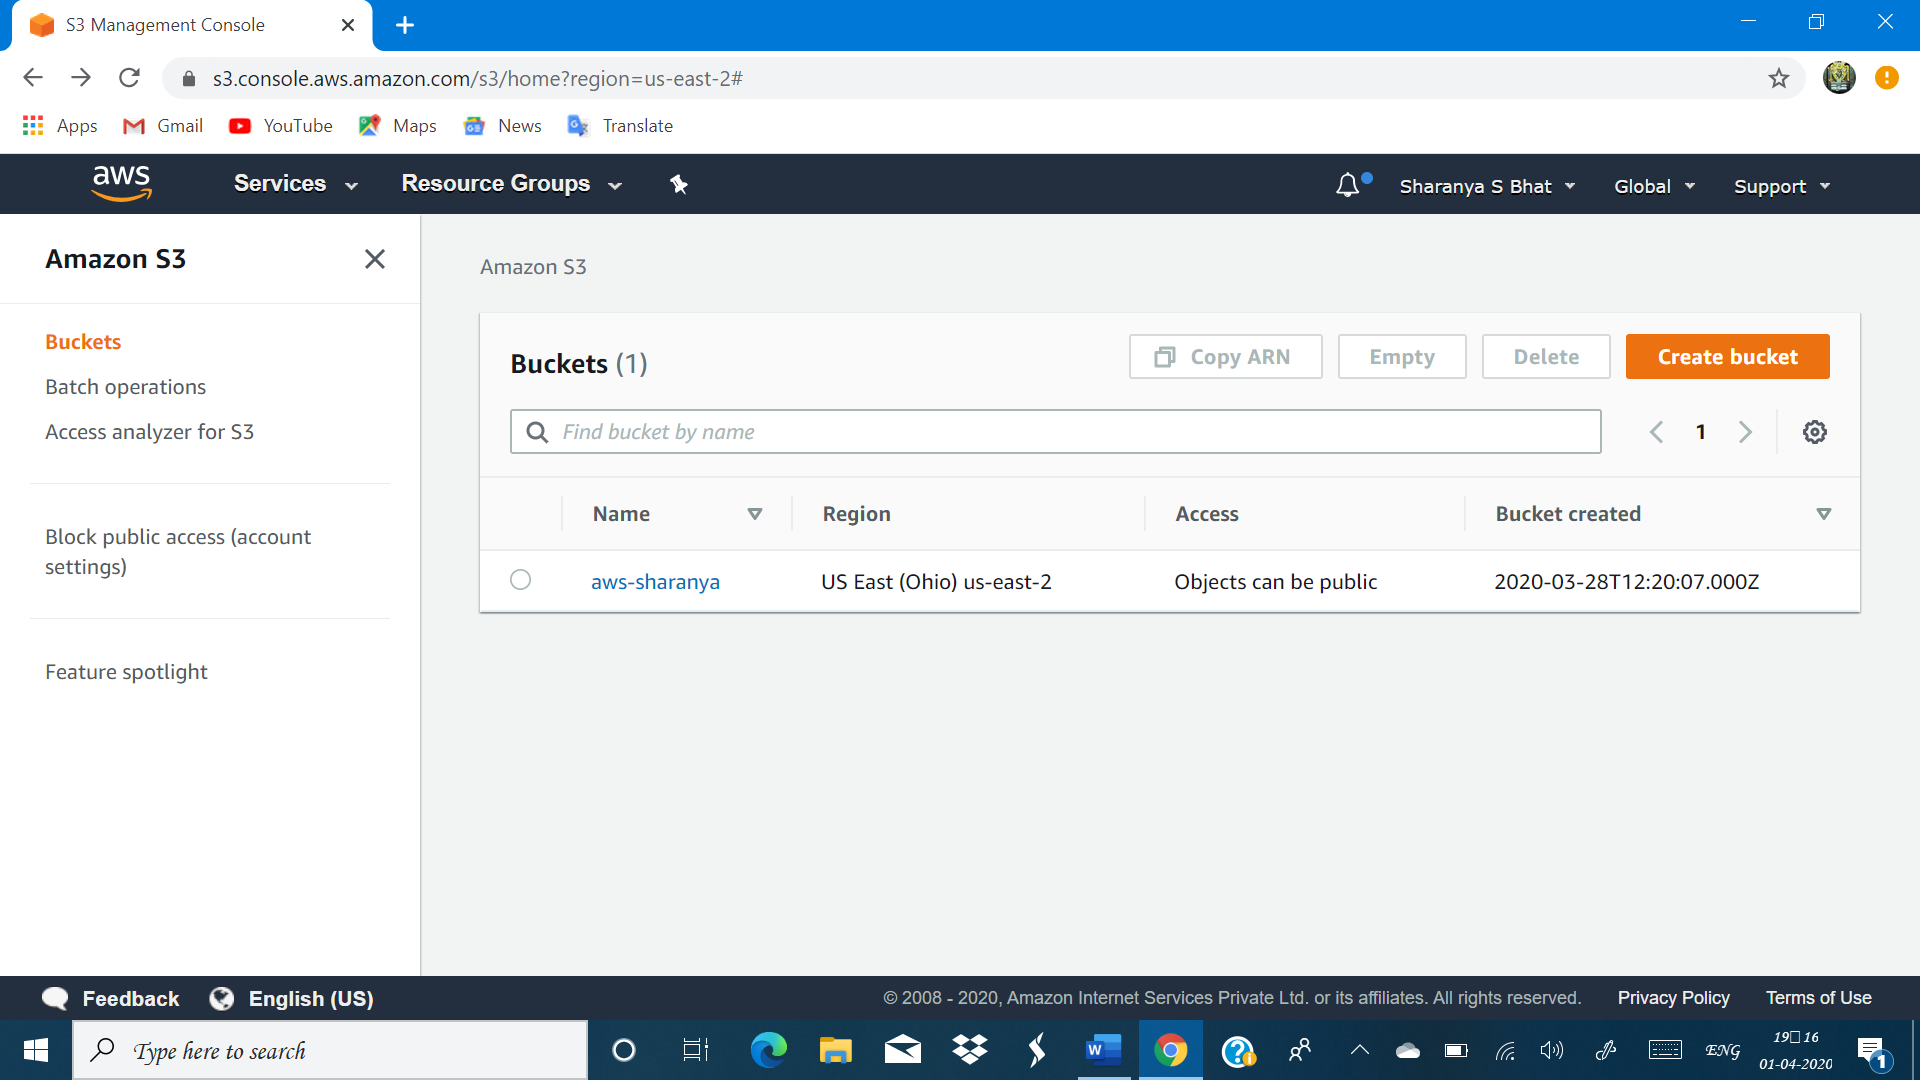 S3 Management Console
s3.console.aws.amazon.com/s3/home?region=us-east-2#
Apps Gmail YouTube Maps News Translate
aws Services Resource Groups Sharanya S Bhat Global Support
Amazon S3
Buckets
Batch operations
Access analyzer for S3
Block public access (account
settings)
Feature spotlight
Amazon S3
Buckets (1) Copy ARN Empty Delete Create bucket
Find bucket by name 1
Name Region Access Bucket created
aws-sharanya US East (Ohio) us-east-2 Objects can be public 2020-03-28T12:20:07.000Z
Feedback English (US) © 2008 - 2020, Amazon Internet Services Private Ltd. or its affiliates. All rights reserved. Privacy Policy Terms of Use
Type here to search
ENG
19 16
01-04-2020
1